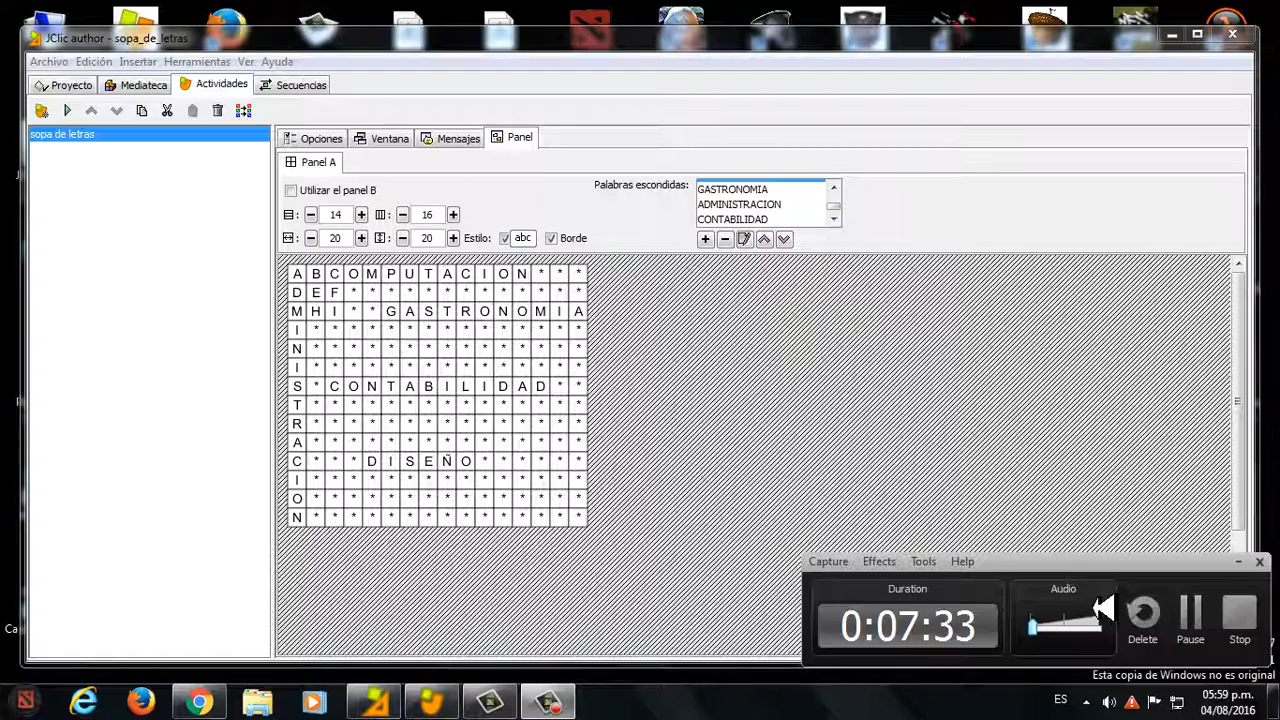 JClic author - sopa_de_letras
Archivo Edición Insertar Herramientas Ver Ayuda
Proyecto Mediateca Actividades Secuencias
sopa de letras
Opciones Ventana Mensajes Panel
Panel A
Utilizar el panel B
Palabras escondidas:
GASTRONOMIA
ADMINISTRACION
CONTABILIDAD
14 16
20 20 Estilo: abc Borde
A B C O M P U T A C I O N * * *
D E F * * * * * * * * * * * * *
M H I * * G A S T R O N O M I A
I * * * * * * * * * * * * * * *
N * * * * * * * * * * * * * * *
I * * * * * * * * * * * * * * *
S * C O N T A B I L I D A D * *
T * * * * * * * * * * * * * * *
R * * * * * * * * * * * * * * *
A * * * * * * * * * * * * * * *
C * * * D I S E Ñ O * * * * * *
I * * * * * * * * * * * * * * *
O * * * * * * * * * * * * * * *
N * * * * * * * * * * * * * * *
Capture Effects Tools Help
Duration Audio
0:07:33
Delete Pause Stop
Esta copia de Windows no es original
ES 05:59 p.m.
04/08/2016